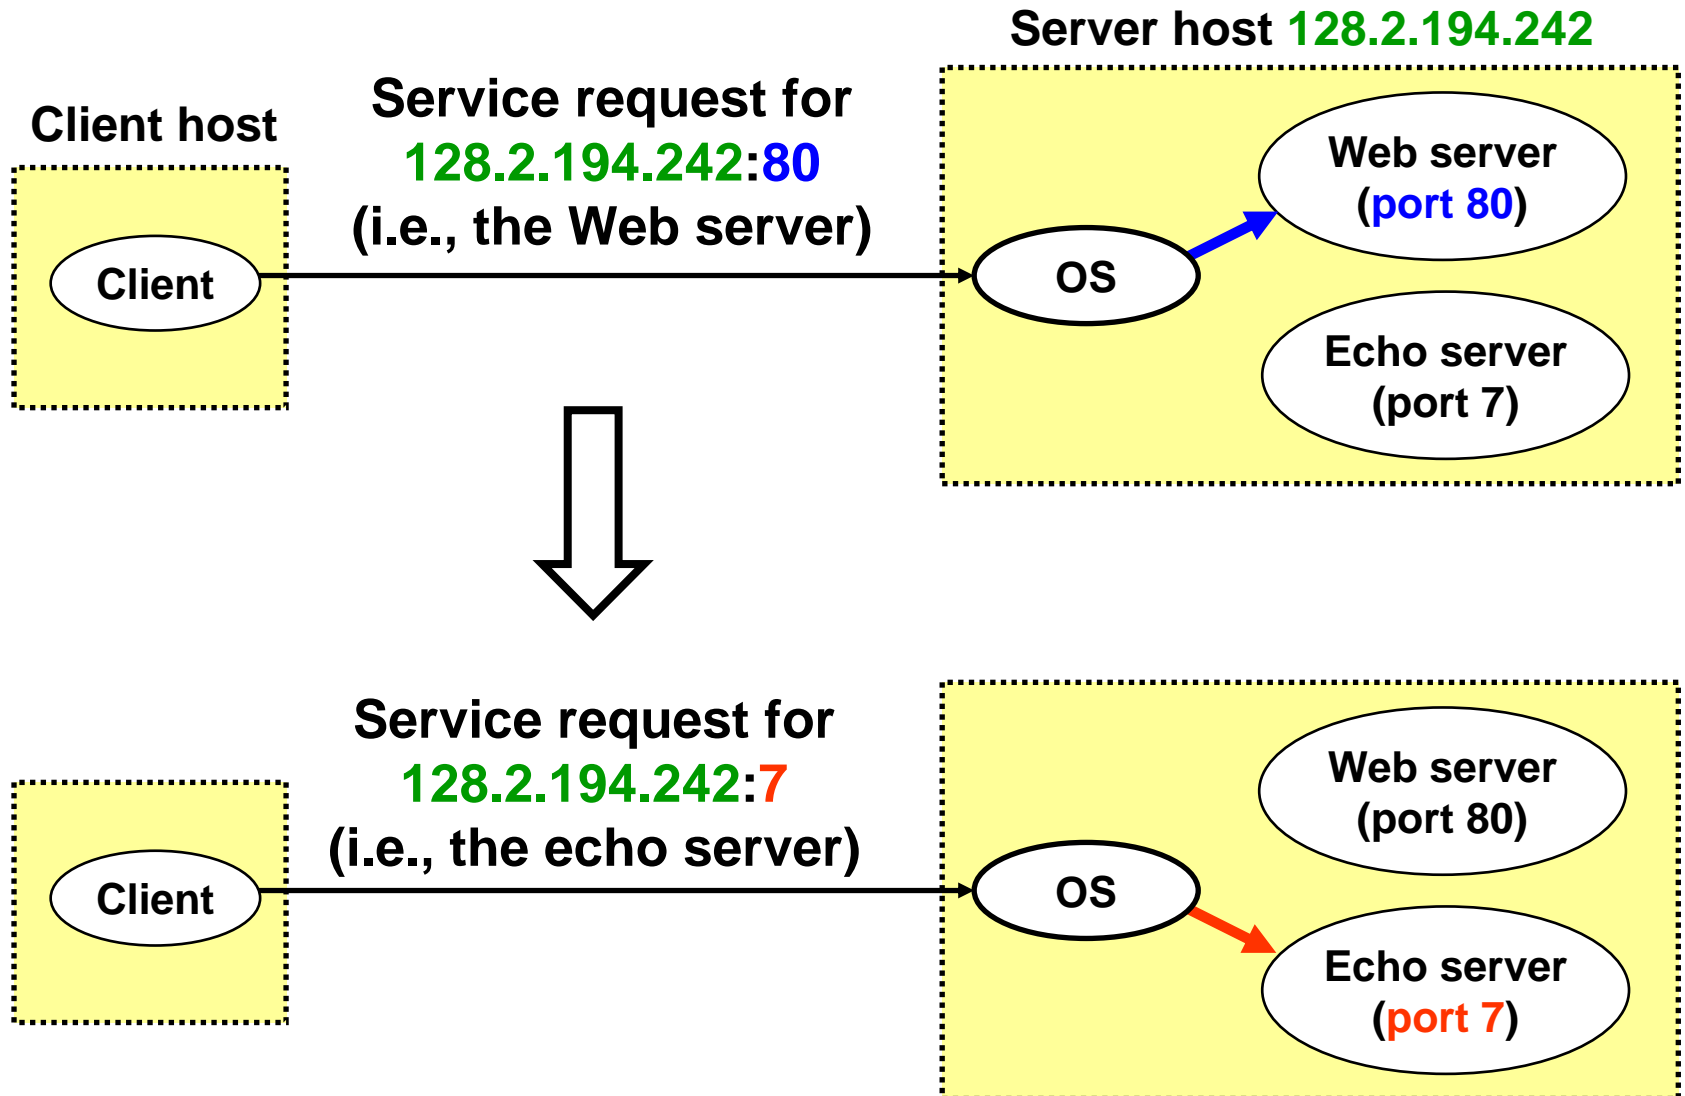 Server host 128.2.194.242
Client host
Service request for
128.2.194.242:80
(i.e., the Web server)
Client
OS
Web server
(port 80)
Echo server
(port 7)
Service request for
128.2.194.242:7
(i.e., the echo server)
Client
OS
Web server
(port 80)
Echo server
(port 7)